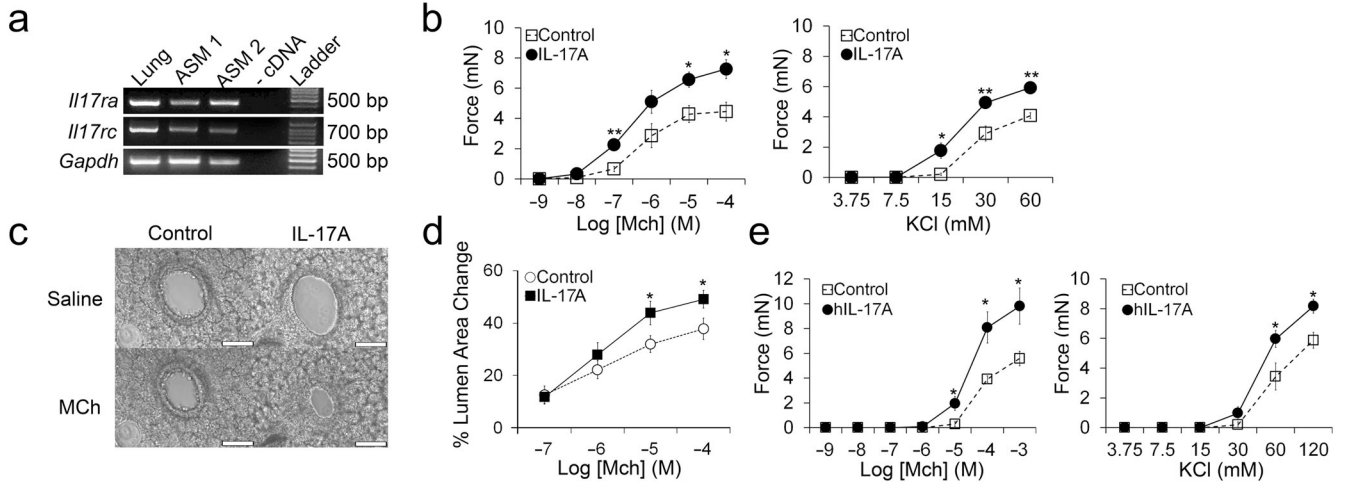 a
Lung
ASM 1
ASM 2
- cDNA
Ladder
Il17ra
500 bp
Il17rc
700 bp
Gapdh
500 bp
b
Control
IL-17A
Force (mN)
10
8
6
4
2
0
**
*
*
−9 −8 −7 −6 −5 −4
Log [Mch] (M)
Control
IL-17A
Force (mN)
10
8
6
4
2
0
*
**
**
3.75 7.5 15 30 60
KCl (mM)
c
Control IL-17A
Saline
MCh
d
Control
IL-17A
% Lumen Area Change
60
40
20
0
*
*
−7 −6 −5 −4
Log [Mch] (M)
e
Control
hIL-17A
Force (mN)
12
10
8
6
4
2
0
*
*
*
−9 −8 −7 −6 −5 −4 −3
Log [Mch] (M)
Control
hIL-17A
Force (mN)
10
8
6
4
2
0
*
*
3.75 7.5 15 30 60 120
KCl (mM)